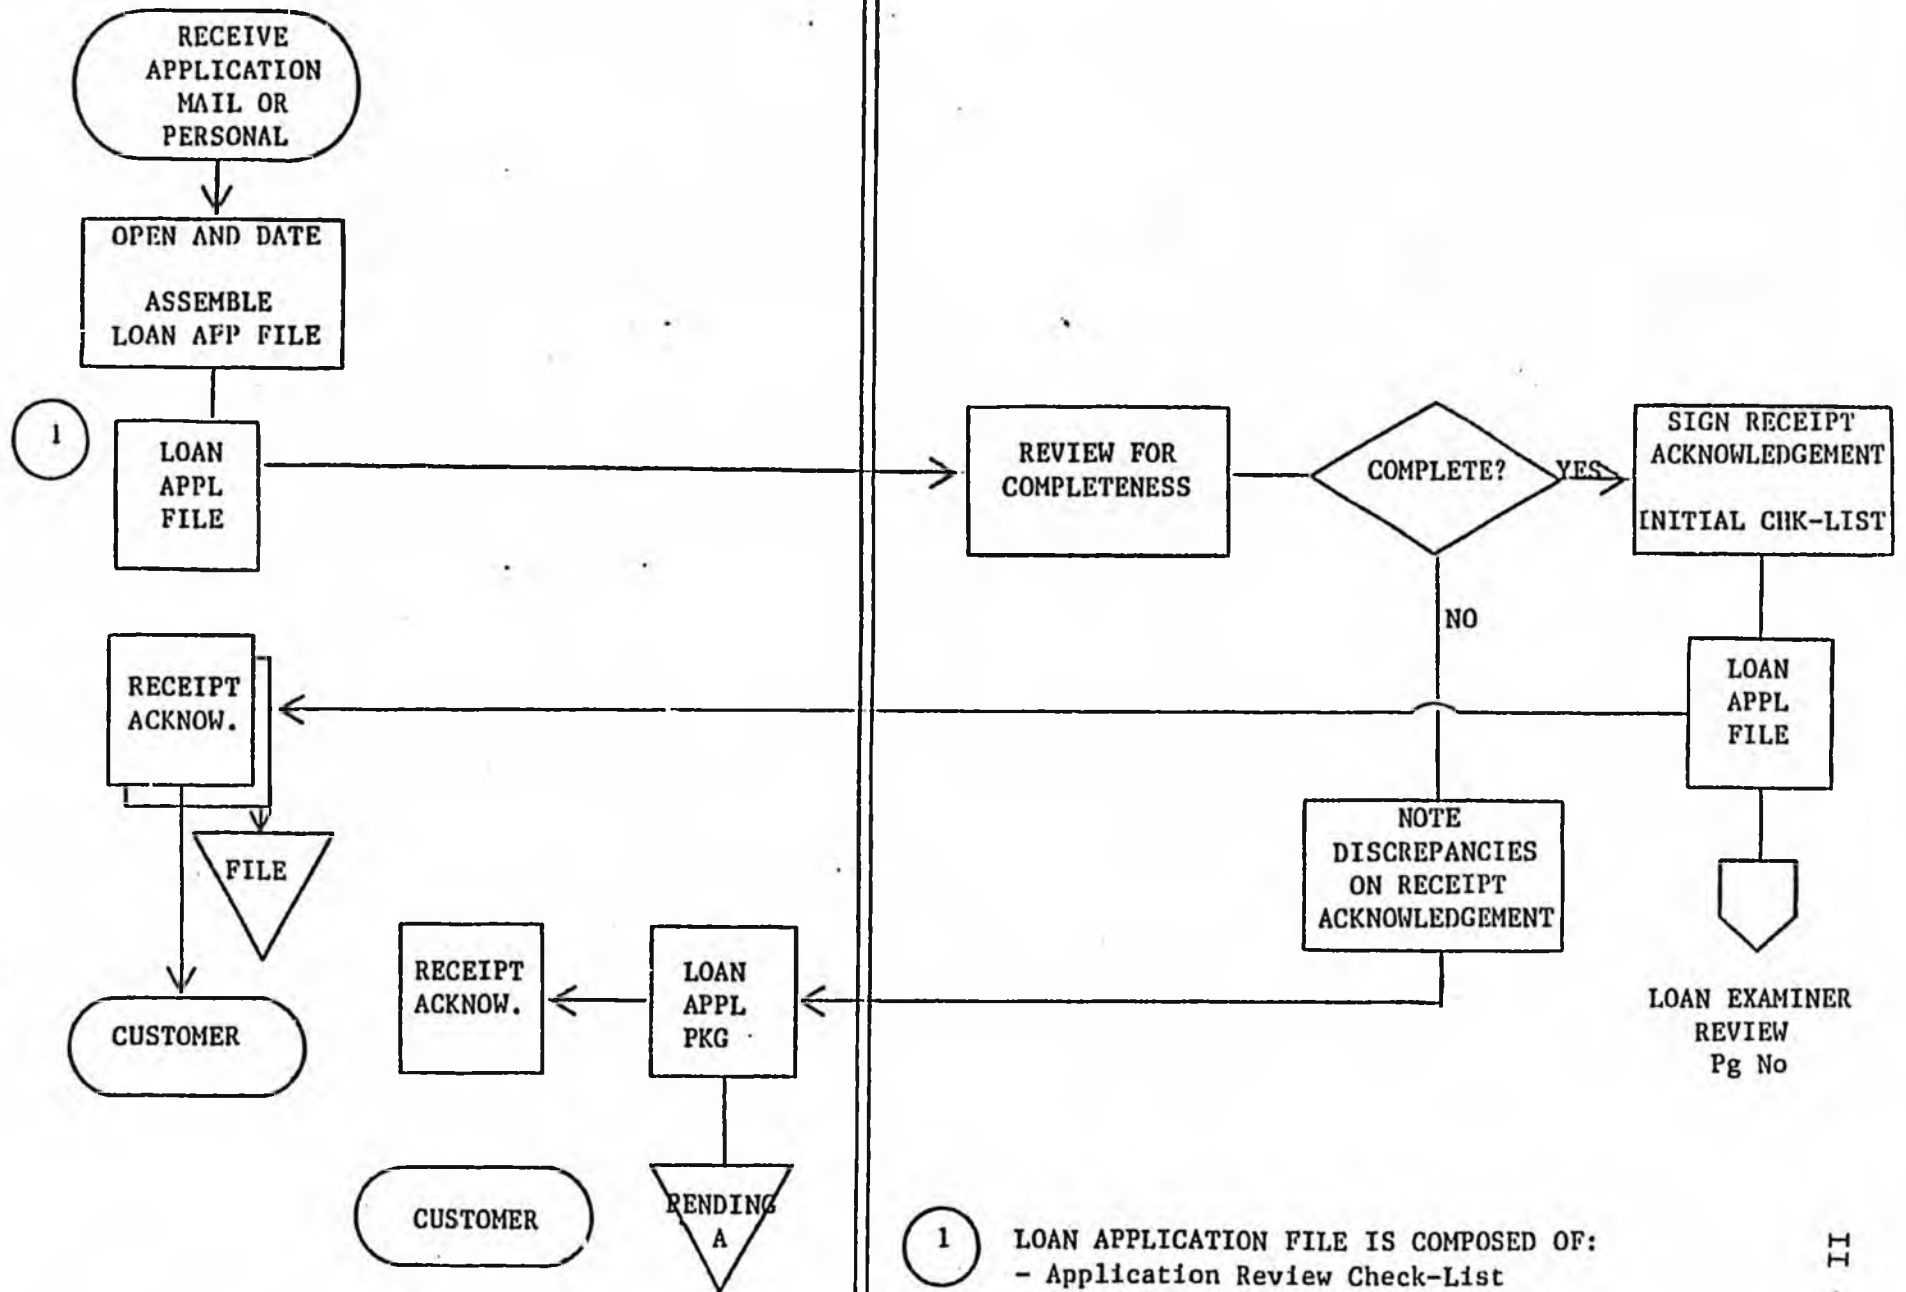 RECEIVE
APPLICATION
MAIL OR
PERSONAL
OPEN AND DATE
ASSEMBLE
LOAN APP FILE
1
LOAN
APPL
FILE
REVIEW FOR
COMPLETENESS
COMPLETE?
YES
SIGN RECEIPT
ACKNOWLEDGEMENT
INITIAL CHK-LIST
NO
RECEIPT
ACKNOW.
LOAN
APPL
FILE
FILE
NOTE
DISCREPANCIES
ON RECEIPT
ACKNOWLEDGEMENT
CUSTOMER
RECEIPT
ACKNOW.
LOAN
APPL
PKG
LOAN EXAMINER
REVIEW
Pg No
CUSTOMER
PENDING
A
1
LOAN APPLICATION FILE IS COMPOSED OF:
- Application Review Check-List
II